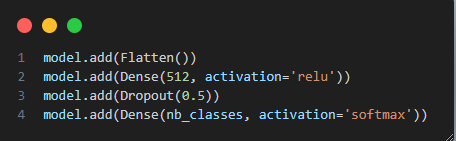 1 model.add(Flatten())
2 model.add(Dense(512, activation='relu'))
3 model.add(Dropout(0.5))
4 model.add(Dense(nb_classes, activation='softmax'))